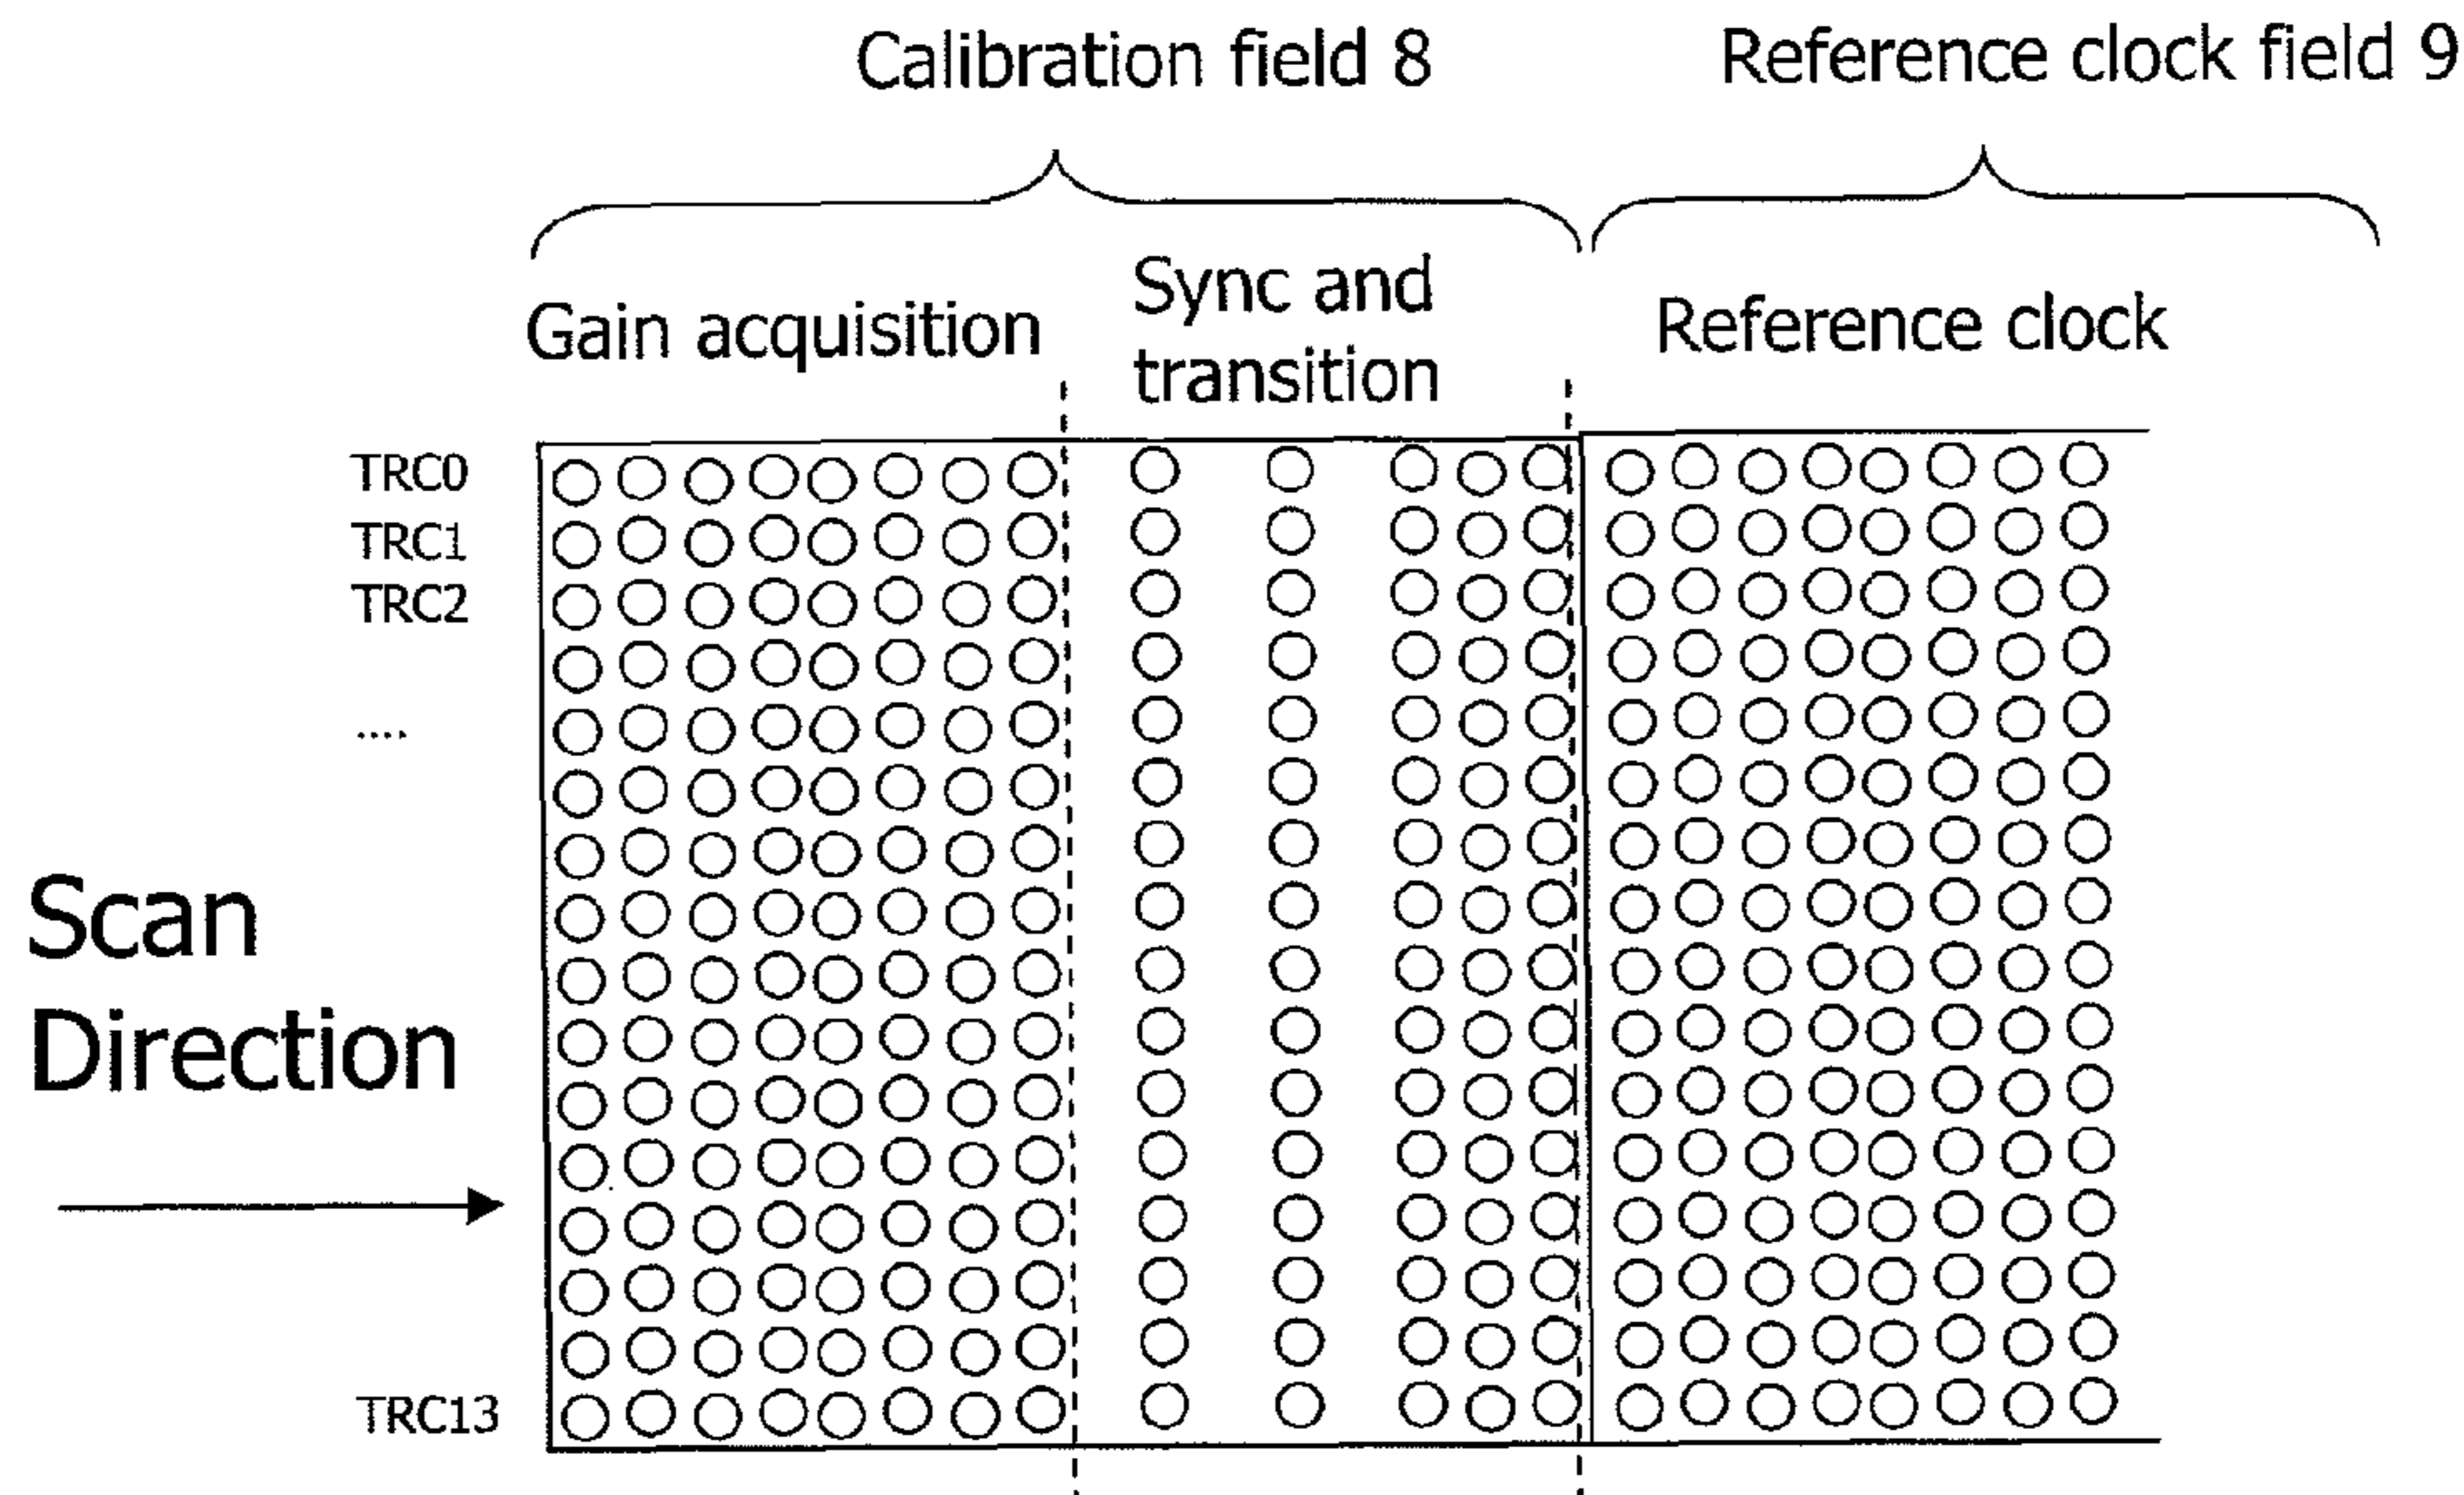 Calibration field 8
Reference clock field 9
Gain acquisition
Sync and
transition
Reference clock
TRC0
TRC1
TRC2
....
Scan
Direction
TRC13